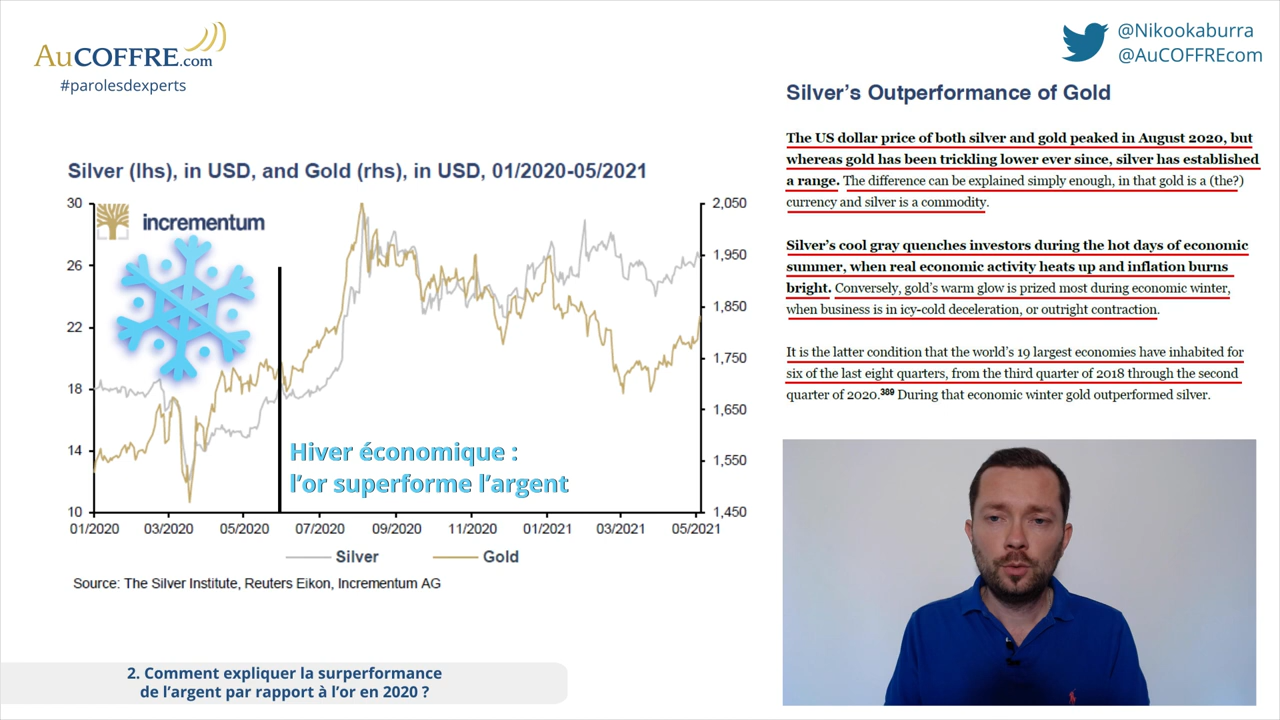 AuCOFFRE.com
#parolesdexperts
@Nikookaburra
@AuCOFFREcom
Silver (lhs), in USD, and Gold (rhs), in USD, 01/2020-05/2021
incrementum
30
26
22
18
14
10
2,050
1,950
1,850
1,750
1,650
1,550
1,450
Hiver économique :
l'or superforme l'argent
01/2020 03/2020 05/2020 07/2020 09/2020 11/2020 01/2021 03/2021 05/2021
Silver Gold
Source: The Silver Institute, Reuters Eikon, Incrementum AG
Silver's Outperformance of Gold
The US dollar price of both silver and gold peaked in August 2020, but
whereas gold has been trickling lower ever since, silver has established
a range. The difference can be explained simply enough, in that gold is a (the?)
currency and silver is a commodity.
Silver's cool gray quenches investors during the hot days of economic
summer, when real economic activity heats up and inflation burns
bright. Conversely, gold's warm glow is prized most during economic winter,
when business is in icy-cold deceleration, or outright contraction.
It is the latter condition that the world's 19 largest economies have inhabited for
six of the last eight quarters, from the third quarter of 2018 through the second
quarter of 2020.389 During that economic winter gold outperformed silver.
2. Comment expliquer la surperformance
de l'argent par rapport à l'or en 2020 ?